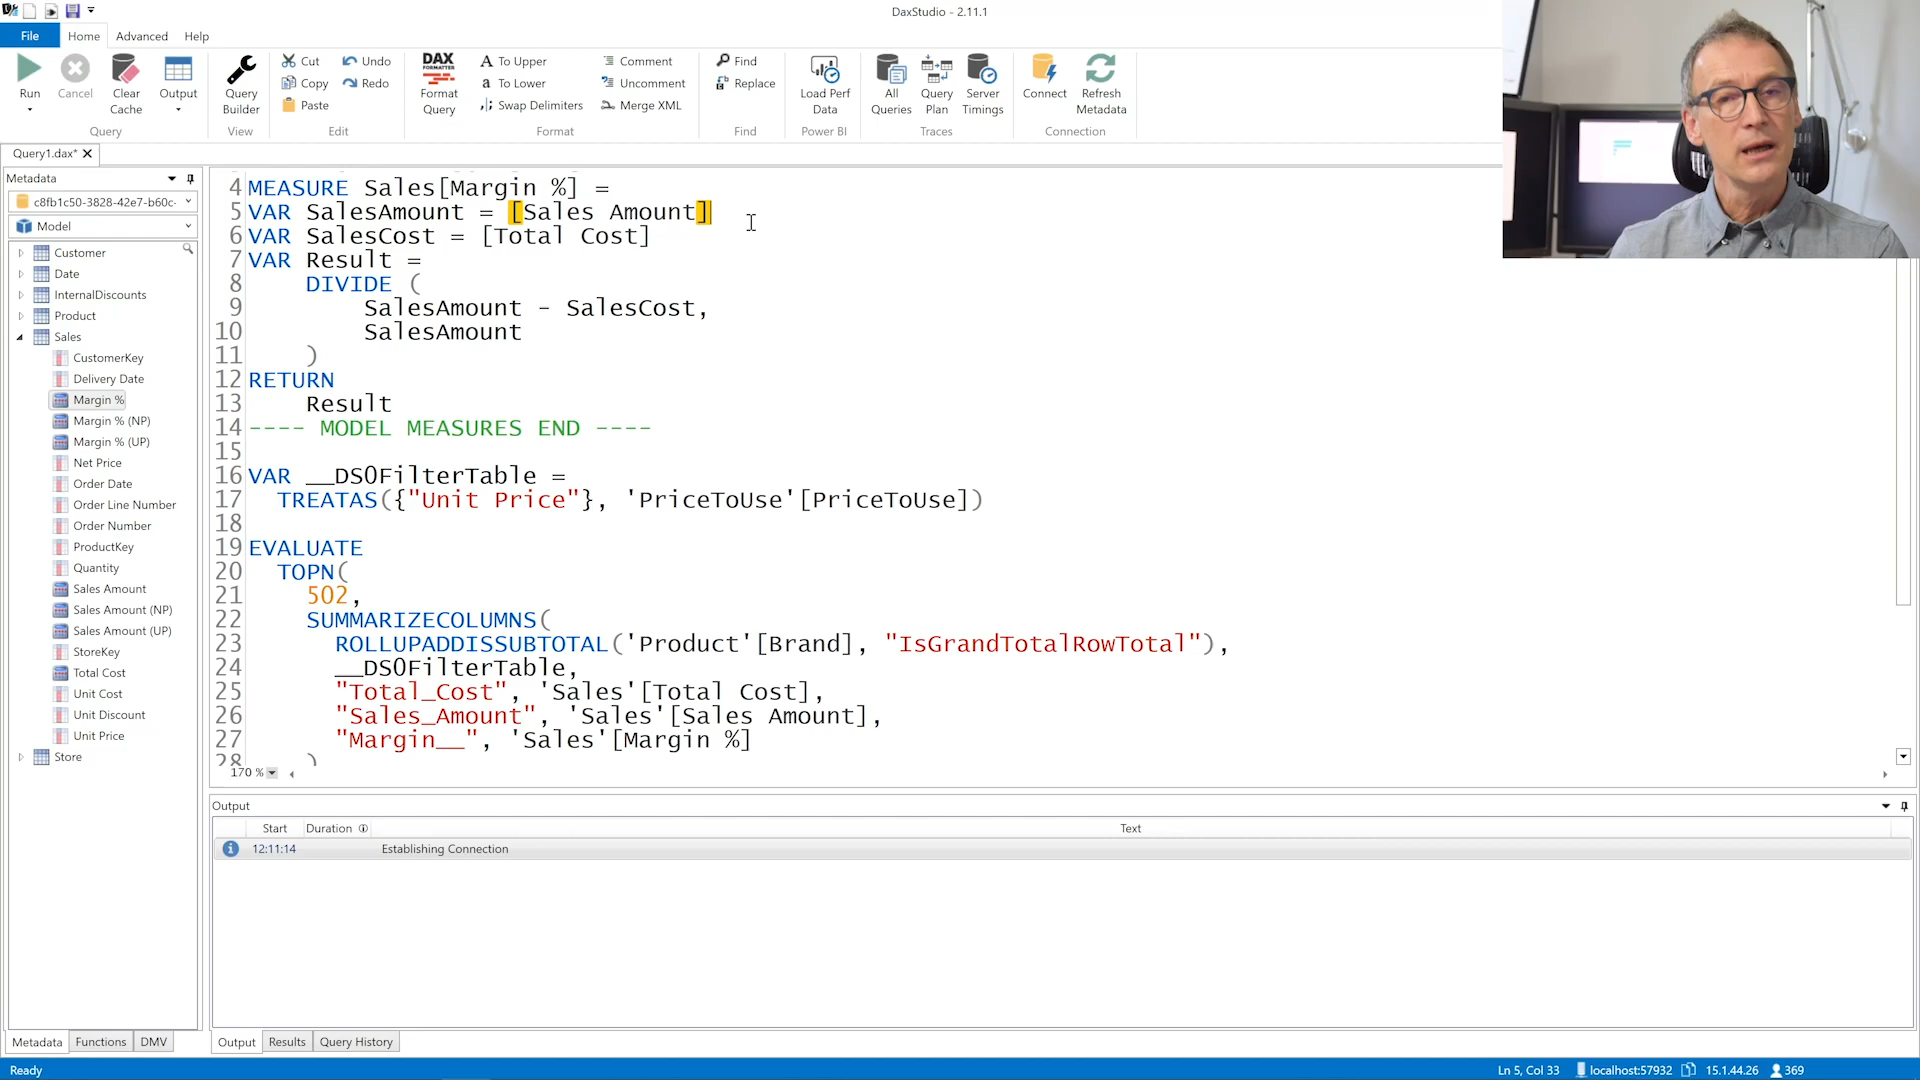 DaxStudio - 2.11.1
File Home Advanced Help
Run
Cancel
Clear Cache
Output
Query
Query Builder
View
Cut
Copy
Paste
Undo
Redo
Edit
DAX FORMATTER
Format Query
To Upper
To Lower
Swap Delimiters
Comment
Uncomment
Merge XML
Format
Find
Replace
Find
Load Perf Data
Power BI
All Queries
Query Plan
Server Timings
Traces
Connect
Refresh Metadata
Connection
Query1.dax*
Metadata
c8fb1c50-3828-42e7-b60c-
Model
Customer
Date
InternalDiscounts
Product
Sales
CustomerKey
Delivery Date
Margin %
Margin % (NP)
Margin % (UP)
Net Price
Order Date
Order Line Number
Order Number
ProductKey
Quantity
Sales Amount
Sales Amount (NP)
Sales Amount (UP)
StoreKey
Total Cost
Unit Cost
Unit Discount
Unit Price
Store
Metadata Functions DMV
4 MEASURE Sales[Margin %] =
5 VAR SalesAmount = [Sales Amount]
6 VAR SalesCost = [Total Cost]
7 VAR Result =
8 DIVIDE (
9 SalesAmount - SalesCost,
10 SalesAmount
11 )
12 RETURN
13 Result
14 ---- MODEL MEASURES END ----
15
16 VAR __DS0FilterTable =
17 TREATAS({"Unit Price"}, 'PriceToUse'[PriceToUse])
18
19 EVALUATE
20 TOPN(
21 502,
22 SUMMARIZECOLUMNS(
23 ROLLUPADDISSUBTOTAL('Product'[Brand], "IsGrandTotalRowTotal"),
24 __DS0FilterTable,
25 "Total_Cost", 'Sales'[Total Cost],
26 "Sales_Amount", 'Sales'[Sales Amount],
27 "Margin__", 'Sales'[Margin %]
28 )
170 %
Output
Start Duration Text
12:11:14 Establishing Connection
Output Results Query History
Ready
Ln 5, Col 33 localhost:57932 15.1.44.26 369